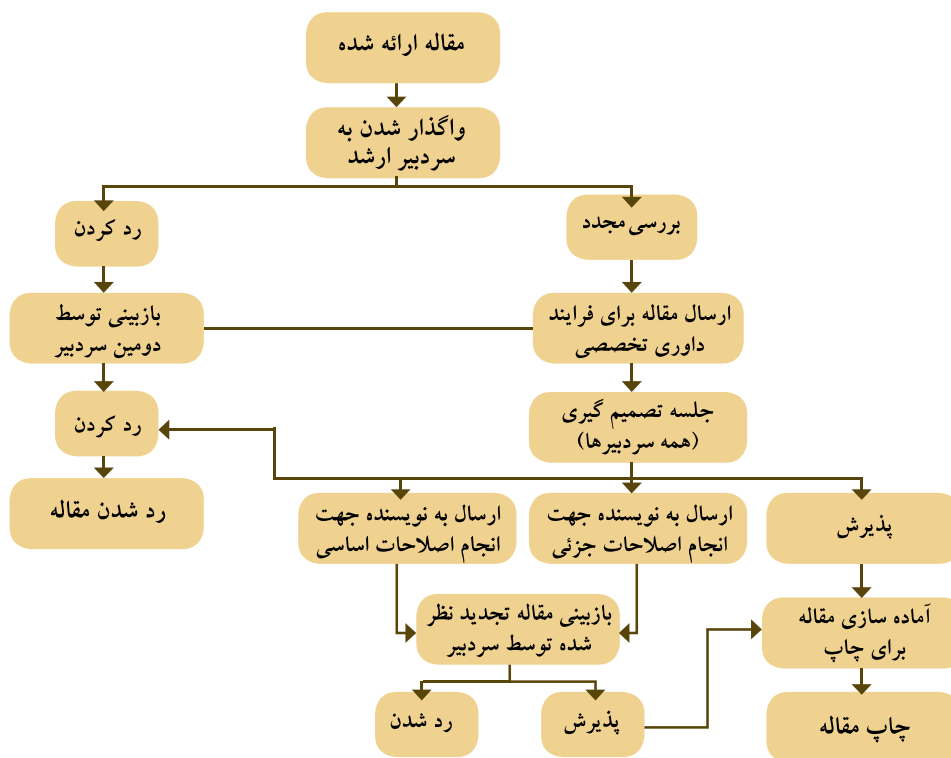 مقاله ارائه شده
واگذار شدن به
سردبیر ارشد
بررسی مجدد
رد کردن
ارسال مقاله برای فرایند
داوری تخصصی
بازبینی توسط
دومین سردبیر
جلسه تصمیم گیری
(همه سردبیرها)
رد کردن
رد شدن مقاله
پذیرش
ارسال به نویسنده جهت
انجام اصلاحات جزئی
ارسال به نویسنده جهت
انجام اصلاحات اساسی
آماده سازی مقاله
برای چاپ
بازبینی مقاله تجدید نظر
شده توسط سردبیر
چاپ مقاله
پذیرش
رد شدن